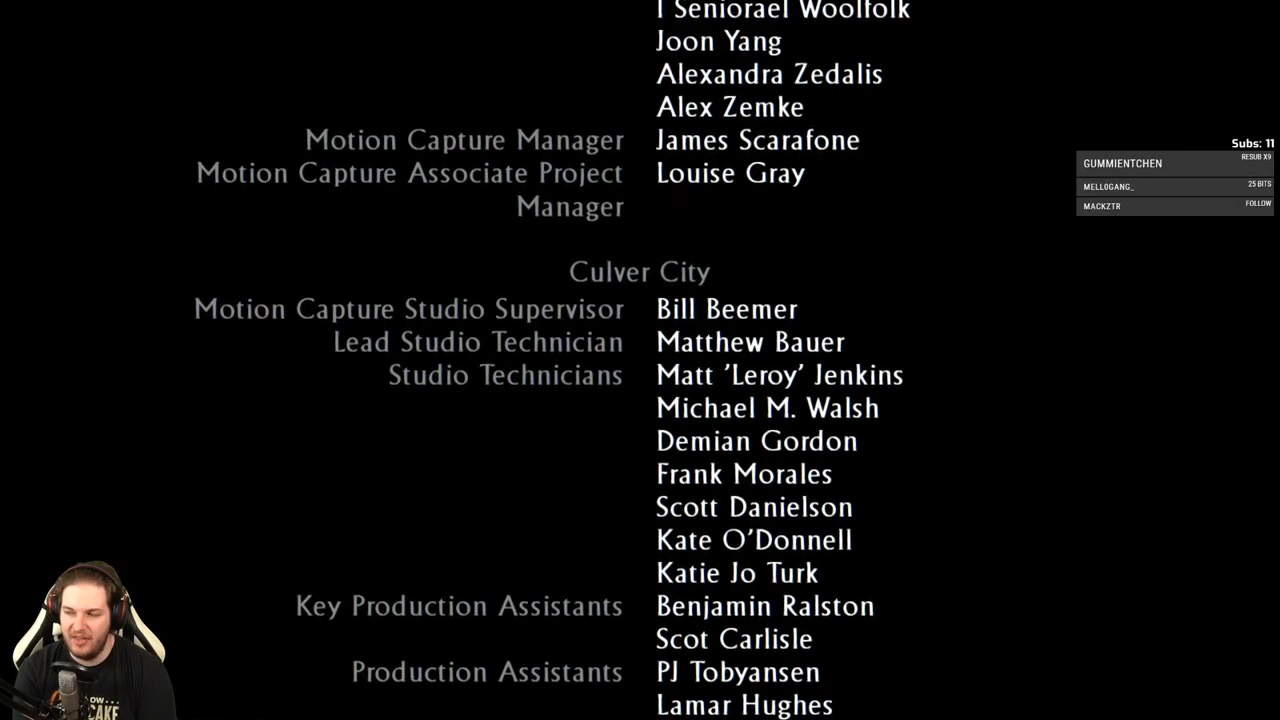 I Seniorael Woolfolk
Joon Yang
Alexandra Zedalis
Alex Zemke
Motion Capture Manager James Scarafone
Motion Capture Associate Project Louise Gray
Manager
Culver City
Motion Capture Studio Supervisor Bill Beemer
Lead Studio Technician Matthew Bauer
Studio Technicians Matt 'Leroy' Jenkins
Michael M. Walsh
Demian Gordon
Frank Morales
Scott Danielson
Kate O'Donnell
Katie Jo Turk
Key Production Assistants Benjamin Ralston
Scot Carlisle
Production Assistants PJ Tobyansen
Lamar Hughes
Subs: 11
GUMMIENTCHEN RESUB X9
MELL0GANG_ 25 BITS
MACKZTR FOLLOW